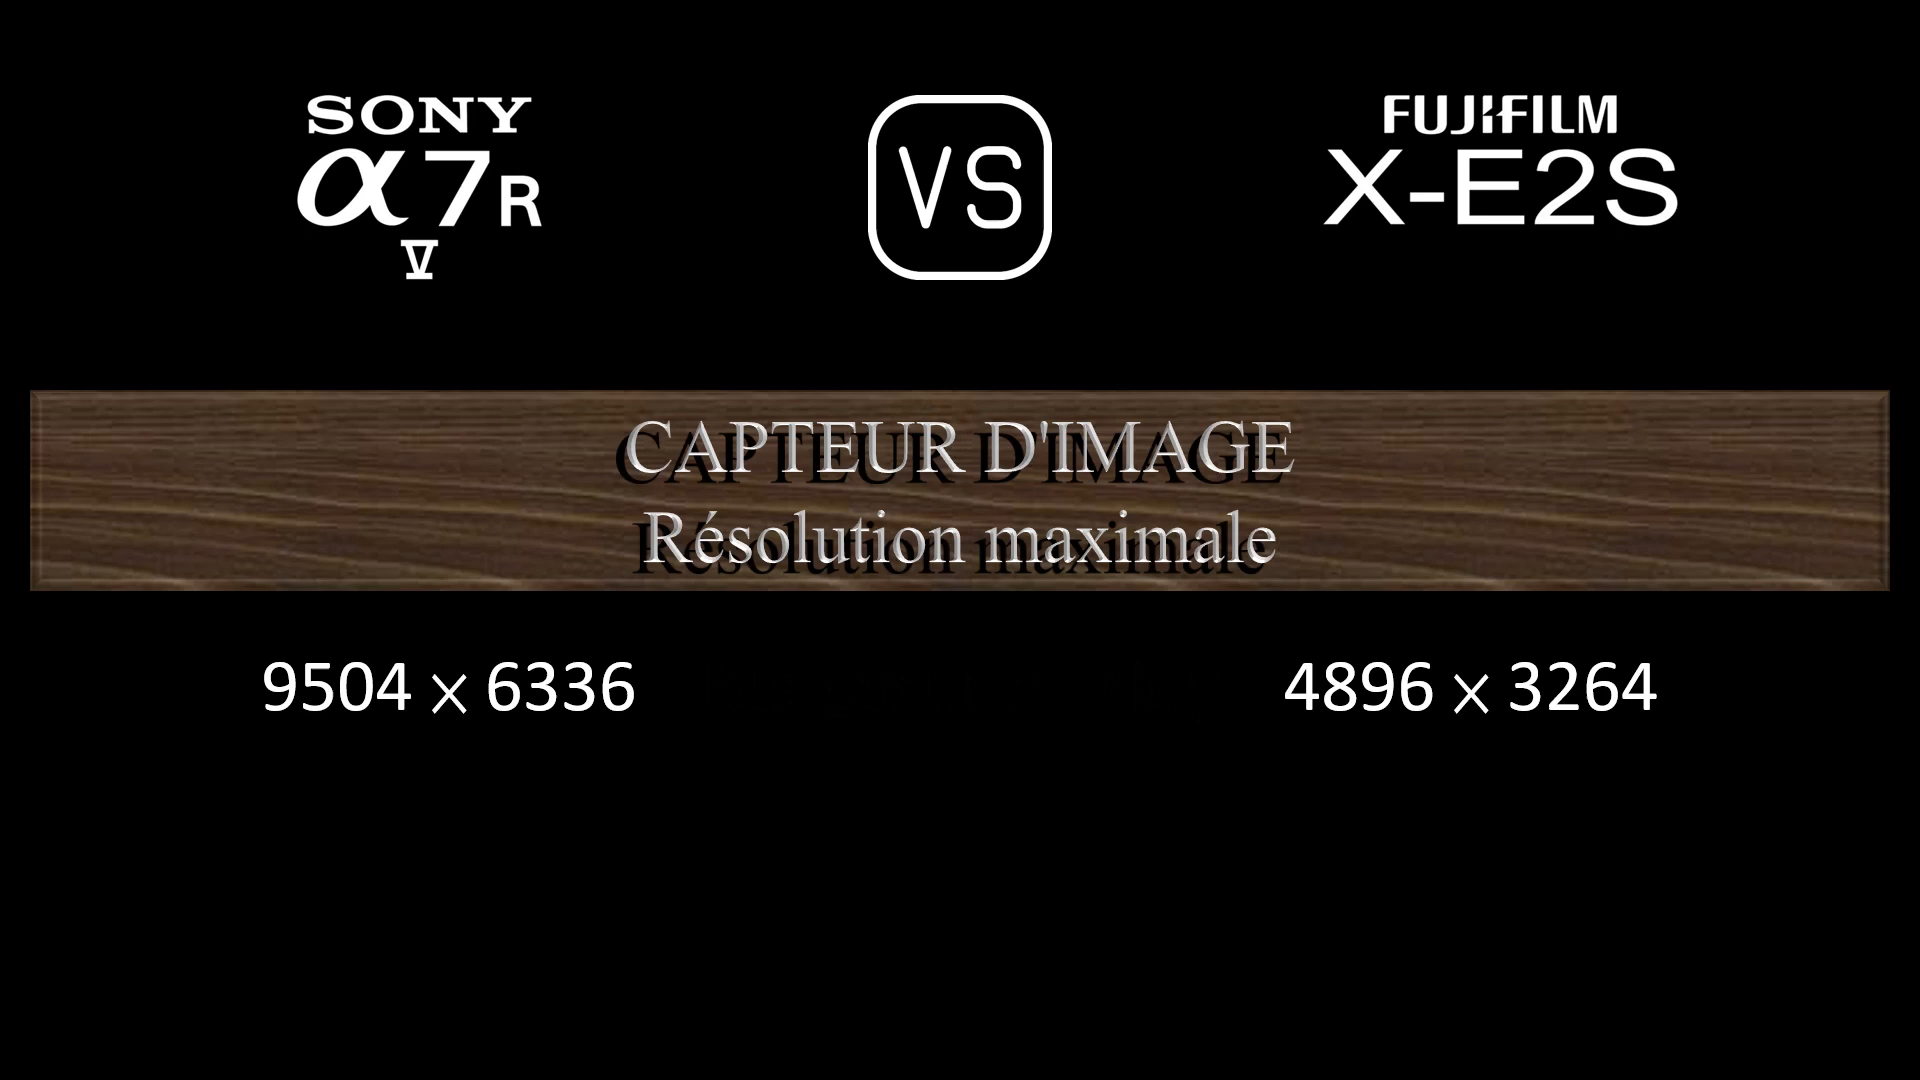 SONY
α7R
V
VS
FUJIFILM
X-E2S
CAPTEUR D'IMAGE
Résolution maximale
9504 x 6336
4896 x 3264